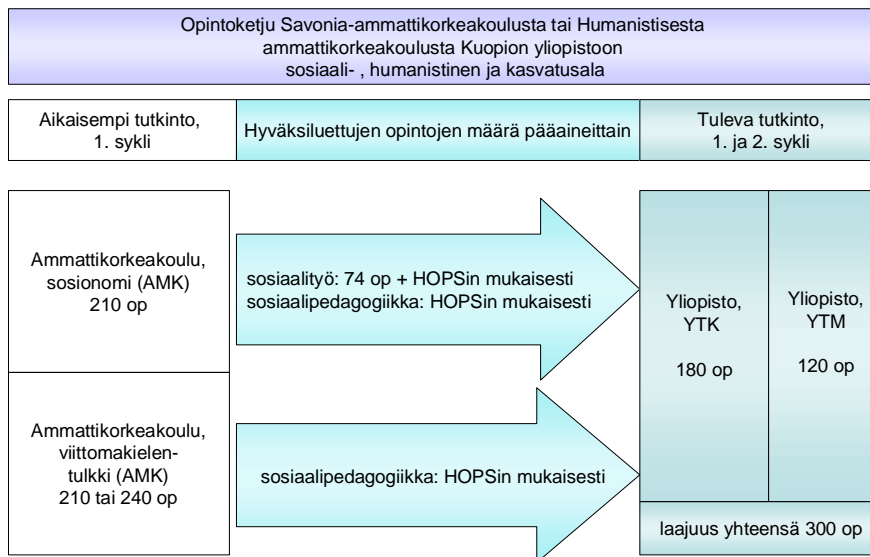 Opintoketju Savonia-ammattikorkeakoulusta tai Humanistisesta
ammattikorkeakoulusta Kuopion yliopistoon
sosiaali- , humanistinen ja kasvatusala
Aikaisempi tutkinto,
1. sykli
Hyväksiluettujen opintojen määrä pääaineittain
Tuleva tutkinto,
1. ja 2. sykli
Ammattikorkeakoulu,
sosionomi (AMK)
210 op
sosiaalityö: 74 op + HOPSin mukaisesti
sosiaalipedagogiikka: HOPSin mukaisesti
Yliopisto,
YTK
180 op
Yliopisto,
YTM
120 op
Ammattikorkeakoulu,
viittomakielen-
tulkki (AMK)
210 tai 240 op
sosiaalipedagogiikka: HOPSin mukaisesti
laajuus yhteensä 300 op